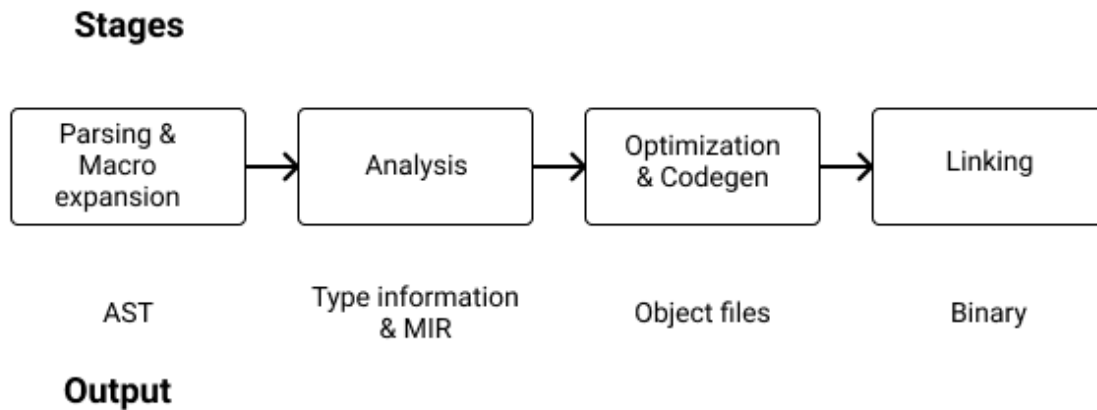 Stages
Parsing &
Macro
expansion
Analysis
Optimization
& Codegen
Linking
AST
Type information
& MIR
Object files
Binary
Output